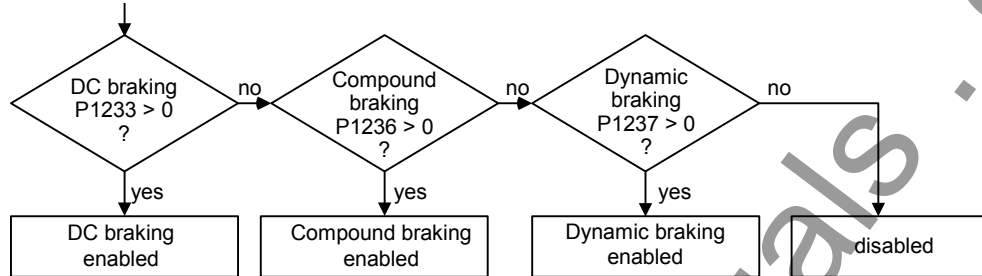 DC braking
P1233 > 0
?
no
Compound
braking
P1236 > 0
?
no
Dynamic
braking
P1237 > 0
?
no
yes
yes
yes
DC braking
enabled
Compound braking
enabled
Dynamic braking
enabled
disabled